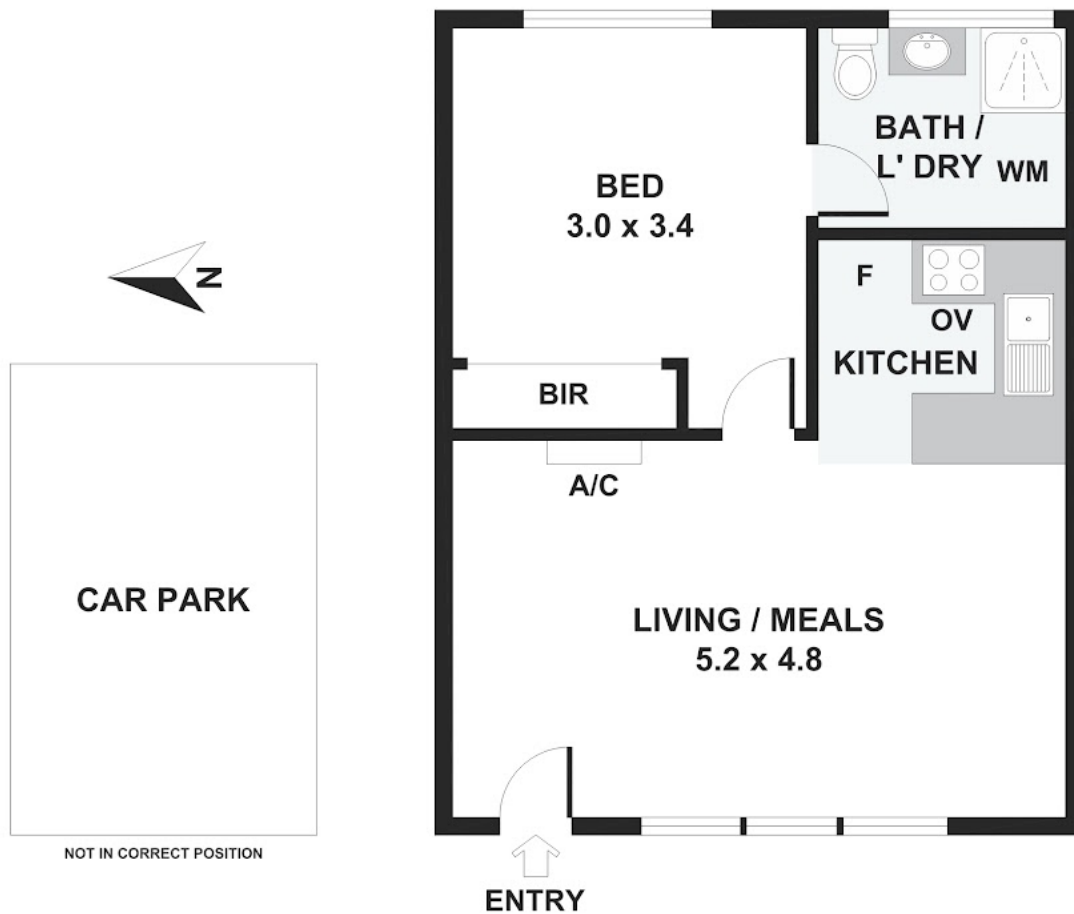 BATH /
L' DRY
WM
BED
3.0 x 3.4
N
F
OV
KITCHEN
BIR
A/C
CAR PARK
LIVING / MEALS
5.2 x 4.8
NOT IN CORRECT POSITION
ENTRY